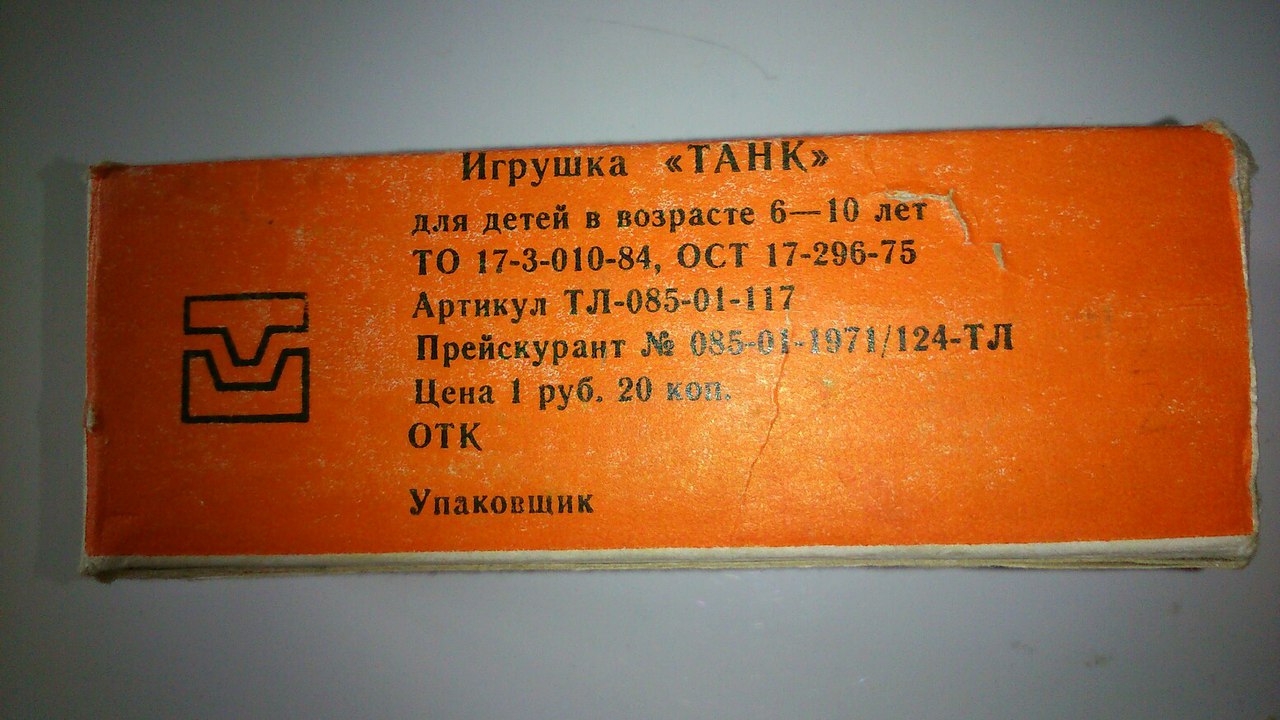 Игрушка «ТАНК»
для детей в возрасте 6—10 лет
ТО 17-3-010-84, ОСТ 17-296-75
Артикул ТЛ-085-01-117
Прейскурант № 085-01-1971/124-ТЛ
Цена 1 руб. 20 коп.
ОТК
Упаковщик